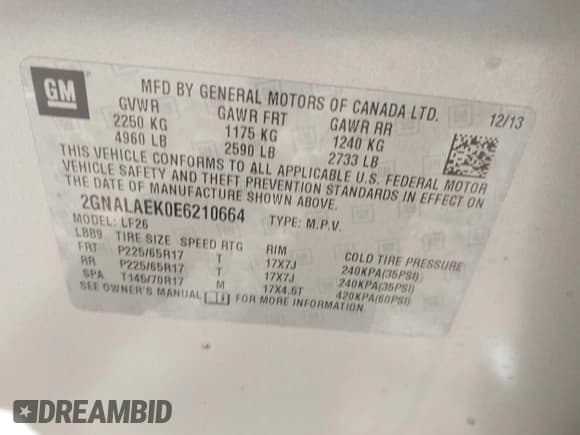 GM
MFD BY GENERAL MOTORS OF CANADA LTD. 12/13
GVWR GAWR FRT GAWR RR
2250 KG 1175 KG 1240 KG
4960 LB 2590 LB 2733 LB
THIS VEHICLE CONFORMS TO ALL APPLICABLE U.S. FEDERAL MOTOR
VEHICLE SAFETY AND THEFT PREVENTION STANDARDS IN EFFECT ON
THE DATE OF MANUFACTURE SHOWN ABOVE.
2GNALAEK0E6210664 TYPE: M.P.V.
MODEL: LF26
LBB9 TIRE SIZE SPEED RTG RIM COLD TIRE PRESSURE
FRT P225/65R17 T 17X7J 240KPA(35PSI)
RR P225/65R17 T 17X7J 240KPA(35PSI)
SPA T145/70R17 M 17X4.5T 420KPA(60PSI)
SEE OWNER'S MANUAL FOR MORE INFORMATION.
DREAMBID